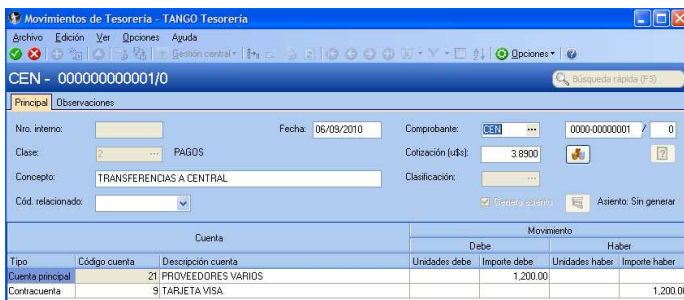 Movimientos de Tesorería - TANGO Tesorería
Archivo Edición Ver Opciones Ayuda
Gestión central Opciones
CEN - 000000000001/0
Búsqueda rápida (F3)
Principal Observaciones
Nro. interno: Fecha: 06/09/2010 Comprobante: CEN ... 0000-00000001 / 0
Clase: 2 ... PAGOS Cotización (u$s): 3.8900
Concepto: TRANSFERENCIAS A CENTRAL Clasificación: ...
Cód. relacionado: Genera asiento Asiento: Sin generar
Cuenta Movimiento
Debe Haber
Tipo Código cuenta Descripción cuenta Unidades debe Importe debe Unidades haber Importe haber
Cuenta principal 21 PROVEEDORES VARIOS 1,200.00
Contracuenta 9 TARJETA VISA 1,200.00